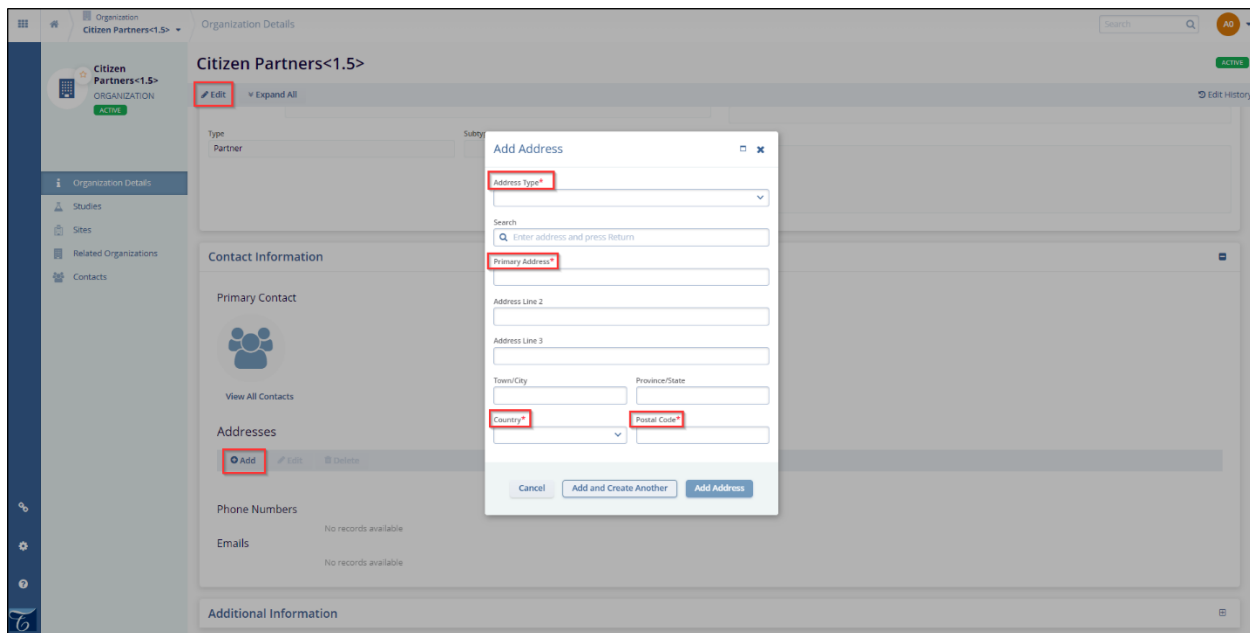 Organization
Citizen Partners<1.5>
Organization Details
Search
AO
Citizen
Partners<1.5>
ORGANIZATION
ACTIVE
Citizen Partners<1.5>
ACTIVE
Edit
Expand All
Edit History
Type
Partner
Organization Details
Studies
Sites
Related Organizations
Contacts
Contact Information
Primary Contact
View All Contacts
Addresses
Add Edit Delete
Phone Numbers
No records available
Emails
No records available
Additional Information
Add Address
Address Type*
Search
Enter address and press Return
Primary Address*
Address Line 2
Address Line 3
Town/City Province/State
Country* Postal Code*
Cancel Add and Create Another Add Address